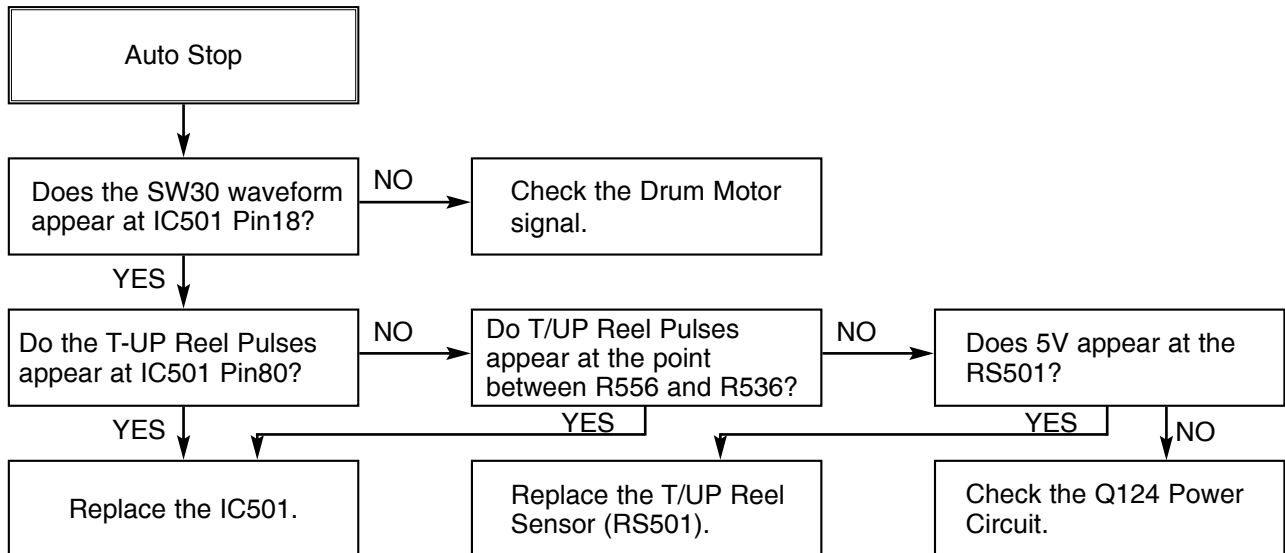 Auto Stop
Does the SW30 waveform
appear at IC501 Pin18?
NO
Check the Drum Motor
signal.
YES
Do the T-UP Reel Pulses
appear at IC501 Pin80?
NO
Do T/UP Reel Pulses
appear at the point
between R556 and R536?
NO
Does 5V appear at the
RS501?
YES
YES
YES
NO
Replace the IC501.
Replace the T/UP Reel
Sensor (RS501).
Check the Q124 Power
Circuit.